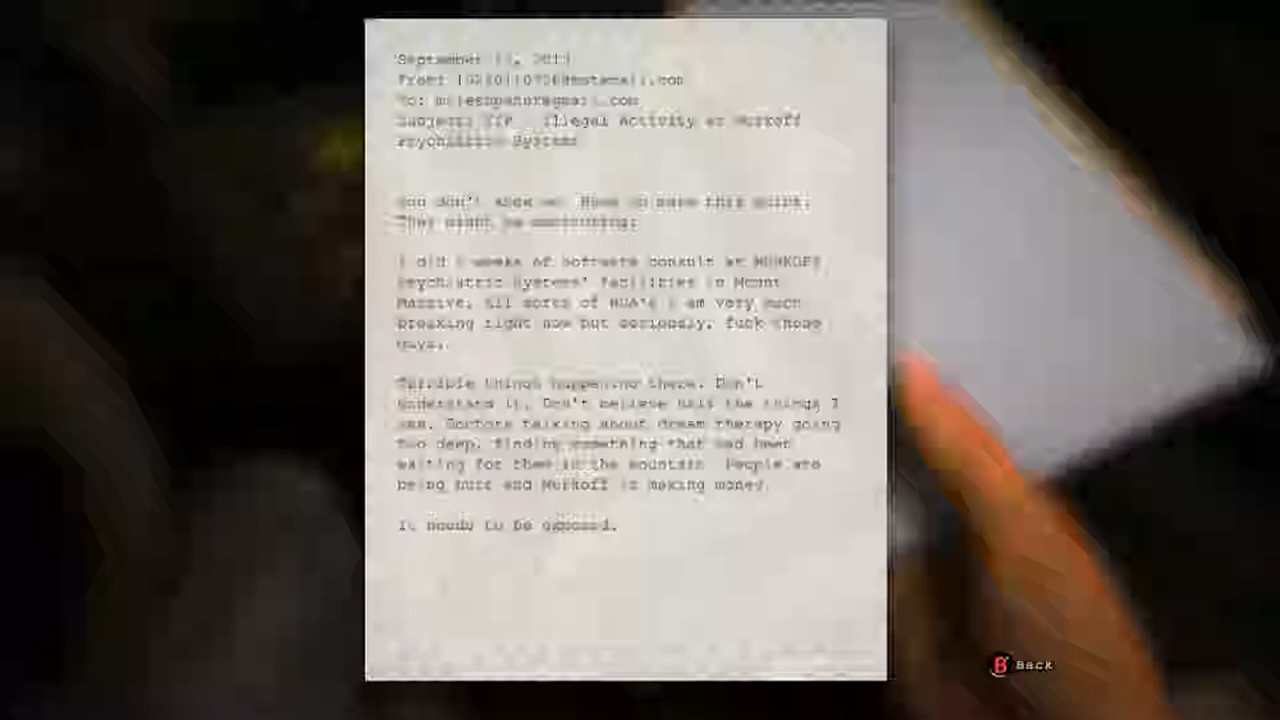 September 2013
From:
To:
Subject: Illegal Activity at Murkoff
Psychiatric Systems
You don't know me. Have to make this quick.
They might be monitoring.
I did 2 weeks of software consult at MURKOFF
Psychiatric Systems' facilities in Mount
Massive. All sorts of NDA's I am very much
breaking right now but seriously, fuck those
guys.
Terrible things happening there. Don't
understand it. Don't believe half the things I
saw. Doctors talking about dream therapy going
too deep, finding something that had been
waiting for them in the mountain. People are
being hurt and Murkoff is making money.
It needs to be exposed.
B Back